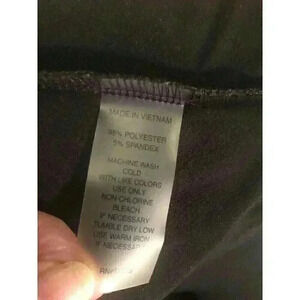 MADE IN VIETNAM
95% POLYESTER
5% SPANDEX
MACHINE WASH
COLD
WITH LIKE COLORS
USE ONLY
NON CHLORINE
BLEACH
IF NECESSARY
TUMBLE DRY LOW
USE WARM IRON
IF NECESSARY